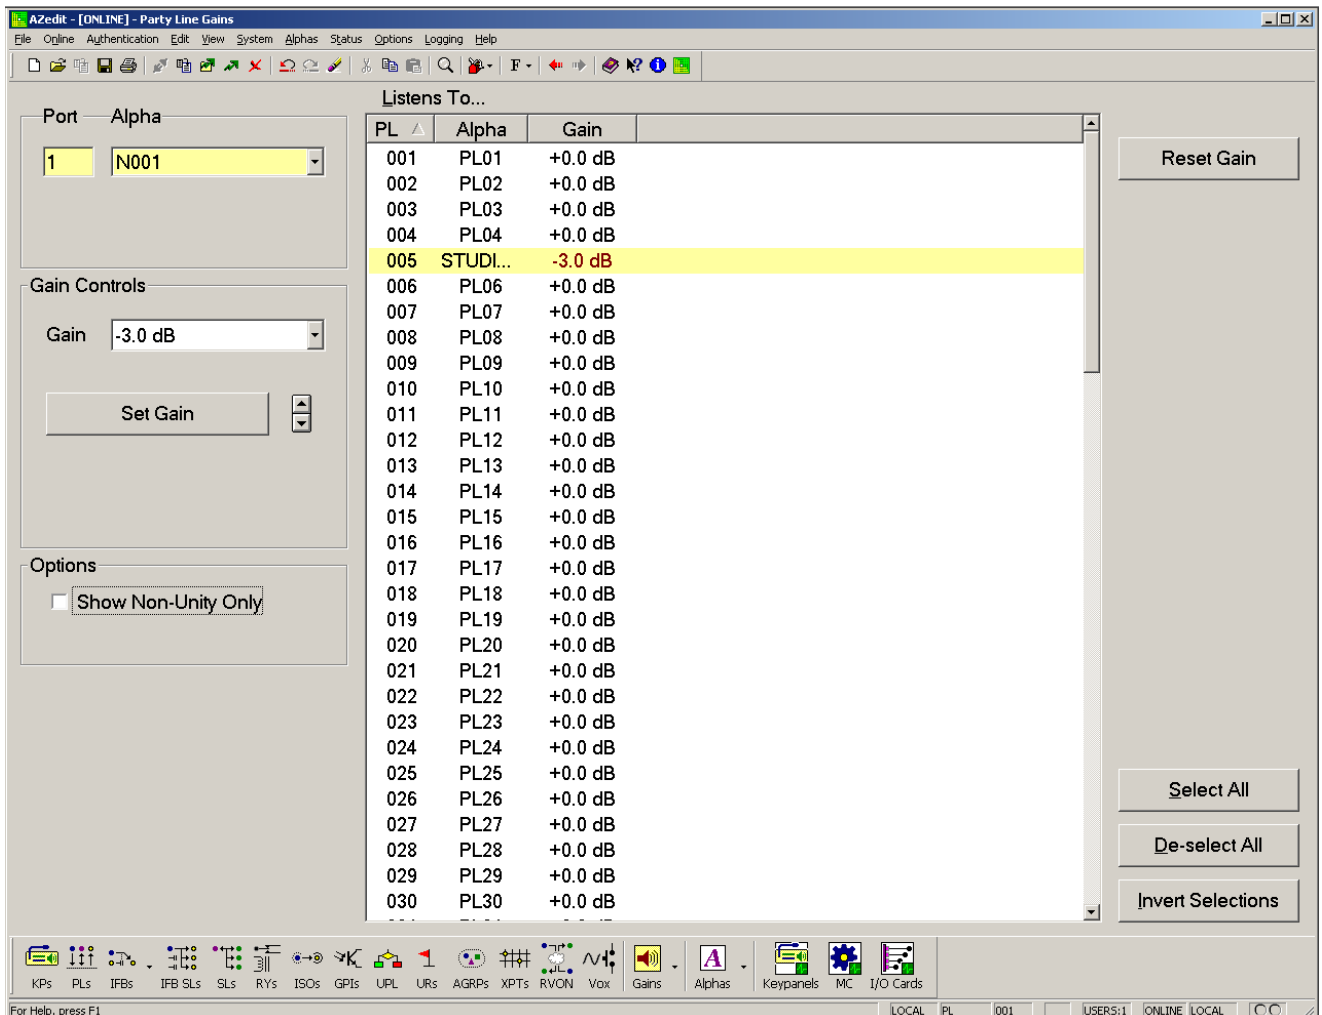 AZedit - [ONLINE] - Party Line Gains
File Online Authentication Edit View System Alphas Status Options Logging Help
F
Listens To...
Port Alpha
1 N001
PL Alpha Gain
Reset Gain
001 PL01 +0.0 dB
002 PL02 +0.0 dB
003 PL03 +0.0 dB
004 PL04 +0.0 dB
005 STUDI... -3.0 dB
Gain Controls
006 PL06 +0.0 dB
007 PL07 +0.0 dB
Gain -3.0 dB
008 PL08 +0.0 dB
009 PL09 +0.0 dB
010 PL10 +0.0 dB
Set Gain
011 PL11 +0.0 dB
012 PL12 +0.0 dB
013 PL13 +0.0 dB
014 PL14 +0.0 dB
015 PL15 +0.0 dB
016 PL16 +0.0 dB
Options
017 PL17 +0.0 dB
018 PL18 +0.0 dB
Show Non-Unity Only
019 PL19 +0.0 dB
020 PL20 +0.0 dB
021 PL21 +0.0 dB
022 PL22 +0.0 dB
023 PL23 +0.0 dB
024 PL24 +0.0 dB
025 PL25 +0.0 dB
026 PL26 +0.0 dB
Select All
027 PL27 +0.0 dB
028 PL28 +0.0 dB
De-select All
029 PL29 +0.0 dB
030 PL30 +0.0 dB
Invert Selections
KPs PLs IFBs IFB SLs SLs RYs ISOs GPIs UPL URs AGRPs XPTs RVON Vox Gains Alphas Keypanels MC I/O Cards
For Help, press F1
LOCAL PL 001 USERS:1 ONLINE LOCAL